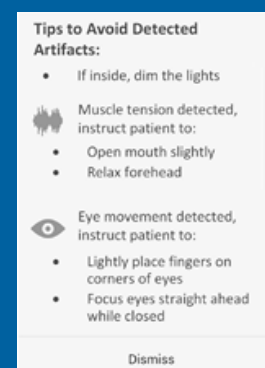 Tips to Avoid Detected
Artifacts:
• If inside, dim the lights
Muscle tension detected,
instruct patient to:
• Open mouth slightly
• Relax forehead
Eye movement detected,
instruct patient to:
• Lightly place fingers on
corners of eyes
• Focus eyes straight ahead
while closed
Dismiss